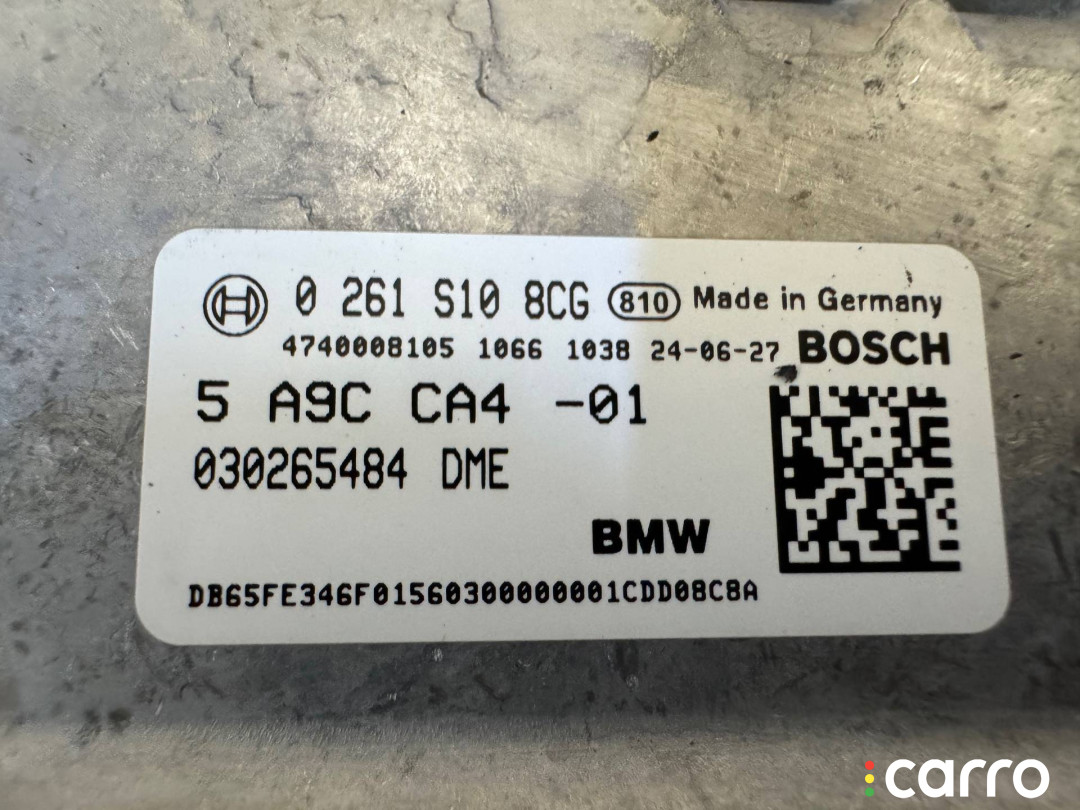 0 261 S10 8CG 810 Made in Germany
4740008105 1066 1038 24-06-27 BOSCH
5 A9C CA4 -01
030265484 DME
BMW
DB65FE346F01560300000001CDD08C8A
carro